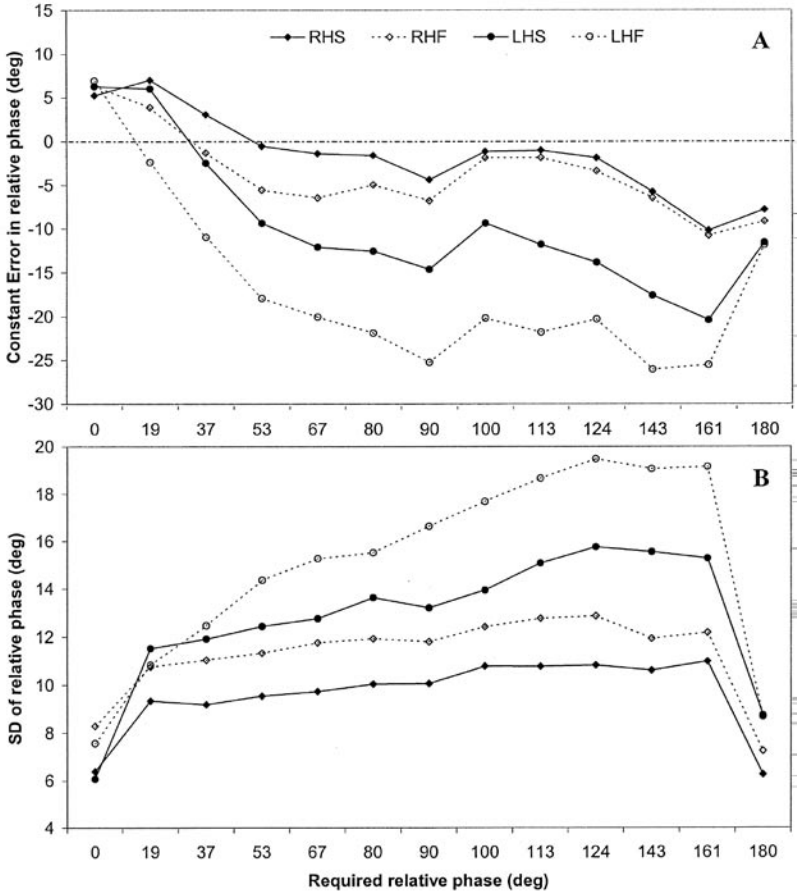 15
10
5
0
-5
-10
-15
-20
-25
-30
Constant Error in relative phase (deg)
RHS RHF LHS LHF
A
0 19 37 53 67 80 90 100 113 124 143 161 180
20
18
16
14
12
10
8
6
4
SD of relative phase (deg)
B
0 19 37 53 67 80 90 100 113 124 143 161 180
Required relative phase (deg)